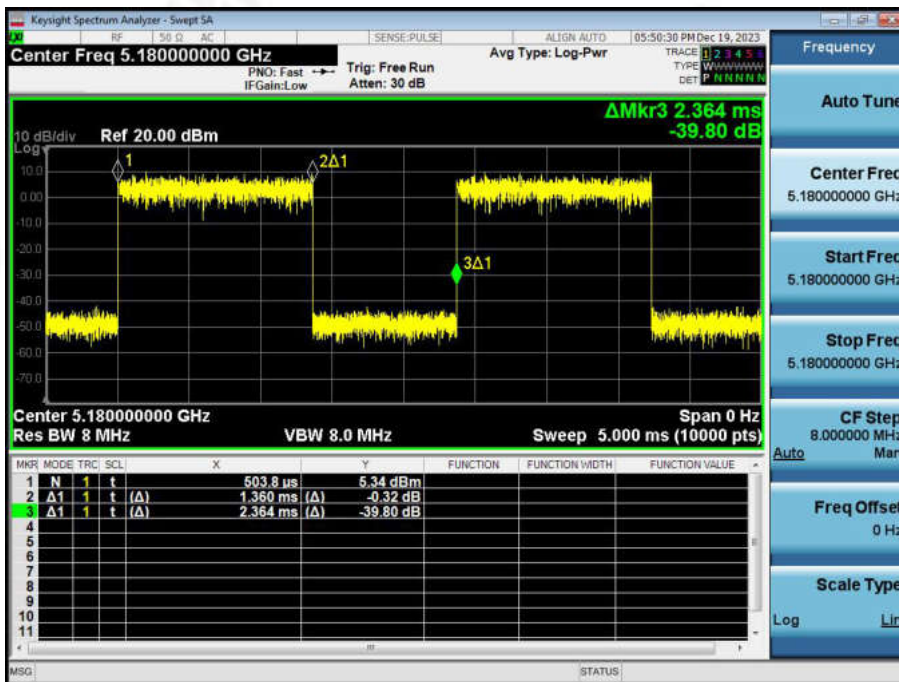 Keysight Spectrum Analyzer - Swept SA
RF 50 Ω AC SENSE:PULSE ALIGN AUTO 05:50:30 PM Dec 19, 2023
Center Freq 5.180000000 GHz
PNO: Fast
IFGain:Low
Trig: Free Run
Atten: 30 dB
Avg Type: Log-Pwr
TRACE 1 2 3 4 5 6
TYPE W
DET P N N N N N
ΔMkr3 2.364 ms
-39.80 dB
10 dB/div Ref 20.00 dBm
Log
10.0
0.00
-10.0
-20.0
-30.0
-40.0
-50.0
-60.0
-70.0
1
2Δ1
3Δ1
Center 5.180000000 GHz Span 0 Hz
Res BW 8 MHz VBW 8.0 MHz Sweep 5.000 ms (10000 pts)
MKR MODE TRC SCL X Y FUNCTION FUNCTION WIDTH FUNCTION VALUE
1 N 1 t 503.8 µs 5.34 dBm
2 Δ1 1 t (Δ) 1.360 ms (Δ) -0.32 dB
3 Δ1 1 t (Δ) 2.364 ms (Δ) -39.80 dB
4
5
6
7
8
9
10
11
MSG STATUS
Frequency
Auto Tune
Center Freq
5.180000000 GHz
Start Freq
5.180000000 GHz
Stop Freq
5.180000000 GHz
CF Step
8.000000 MHz
Auto Man
Freq Offset
0 Hz
Scale Type
Log Lin